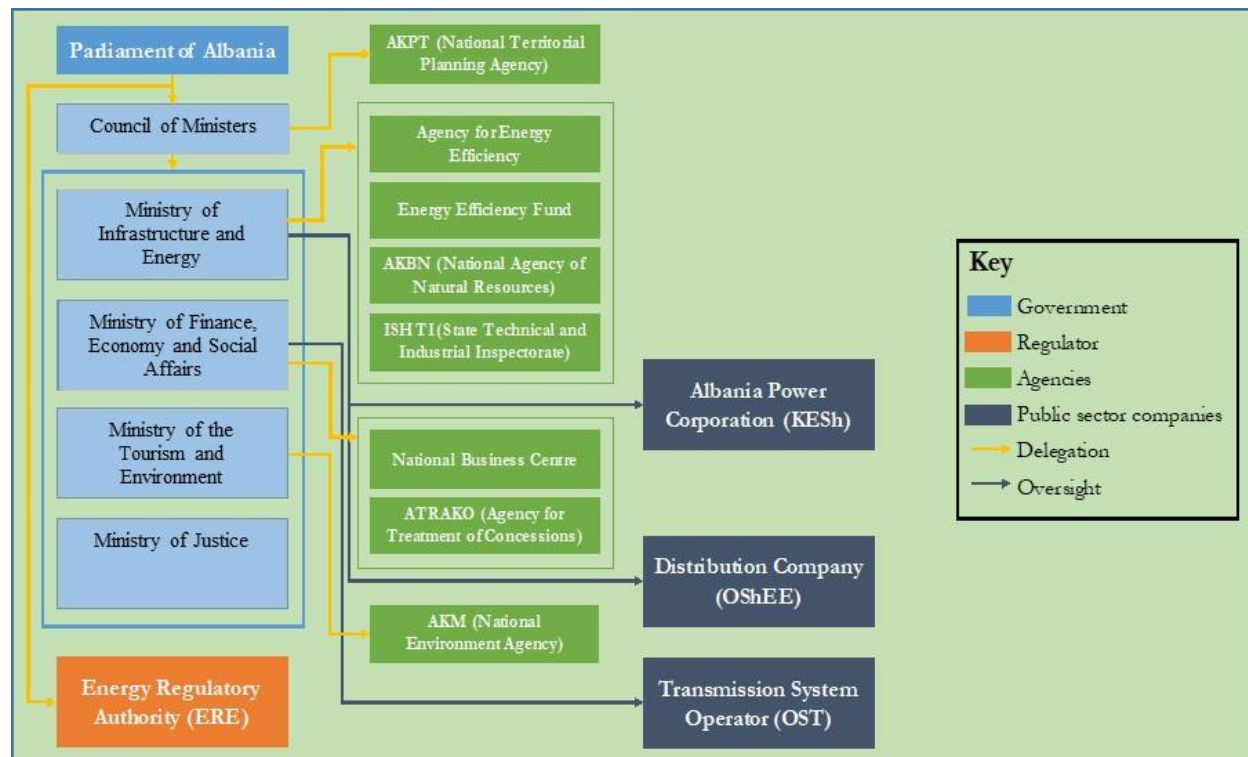 Parliament of Albania
Council of Ministers
Ministry of
Infrastructure and
Energy
Ministry of Finance,
Economy and Social
Affairs
Ministry of the
Tourism and
Environment
Ministry of Justice
Energy Regulatory
Authority (ERE)
AKPT (National Territorial
Planning Agency)
Agency for Energy
Efficiency
Energy Efficiency Fund
AKBN (National Agency of
Natural Resources)
ISHTI (State Technical and
Industrial Inspectorate)
National Business Centre
ATRAKO (Agency for
Treatment of Concessions)
AKM (National
Environment Agency)
Albania Power
Corporation (KESh)
Distribution Company
(OShEE)
Transmission System
Operator (OST)
Key
Government
Regulator
Agencies
Public sector companies
Delegation
Oversight